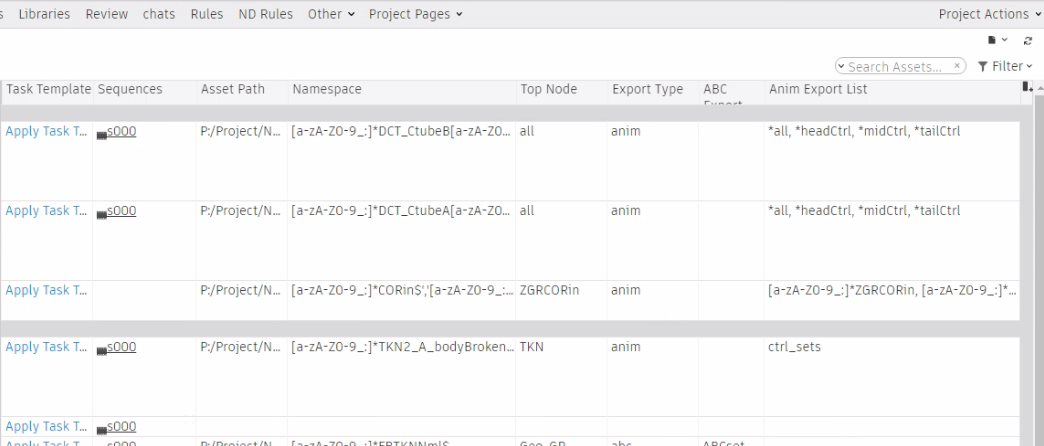 s Libraries Review chats Rules ND Rules Other Project Pages Project Actions
Search Assets... × Filter
Task Template Sequences Asset Path Namespace Top Node Export Type ABC Export Anim Export List
Apply Task T... s000 P:/Project/N... [a-zA-Z0-9_:]*DCT_CtubeB[a-zA-Z0... all anim *all, *headCtrl, *midCtrl, *tailCtrl
Apply Task T... s000 P:/Project/N... [a-zA-Z0-9_:]*DCT_CtubeA[a-zA-Z0... all anim *all, *headCtrl, *midCtrl, *tailCtrl
Apply Task T... P:/Project/N... [a-zA-Z0-9_:]*CORin$','[a-zA-Z0-9_:... ZGRCORin anim [a-zA-Z0-9_:]*ZGRCORin, [a-zA-Z0-9_:]*...
Apply Task T... s000 P:/Project/N... [a-zA-Z0-9_:]*TKN2_A_bodyBroken... TKN anim ctrl_sets
Apply Task T... s000
Apply Task T... s000 P:/Project/N... abc ABCset